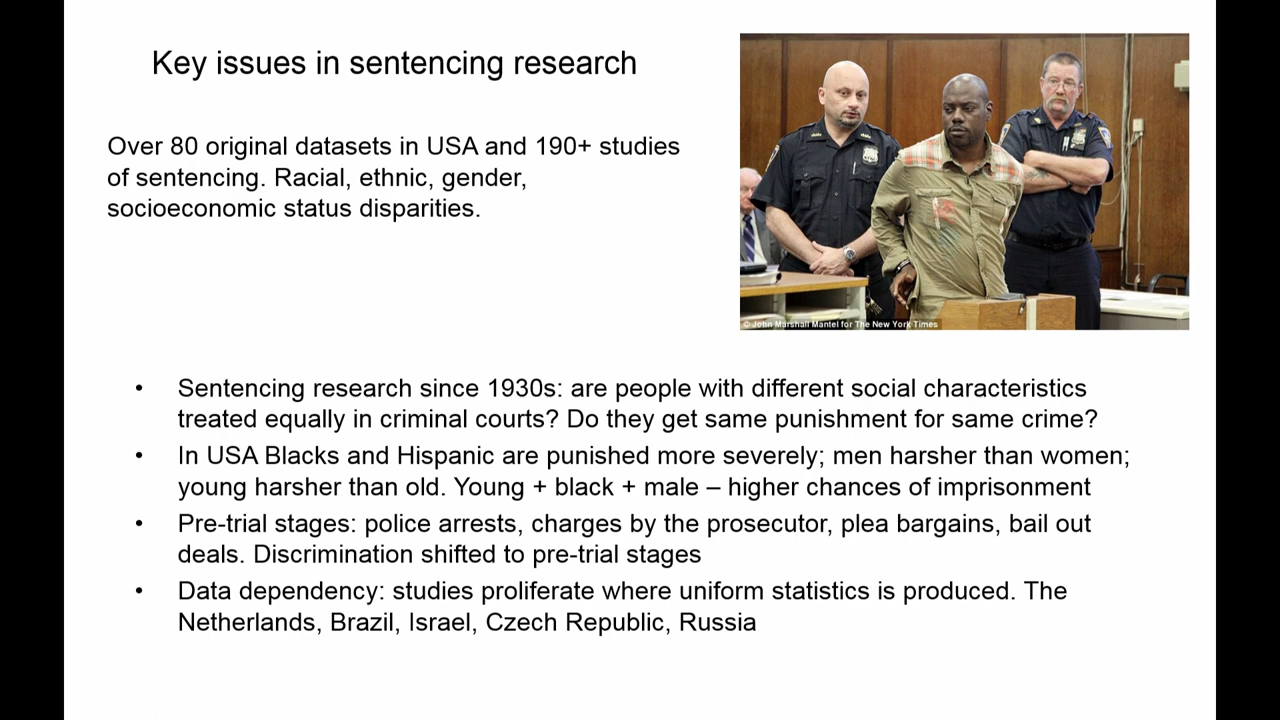 Key issues in sentencing research
Over 80 original datasets in USA and 190+ studies
of sentencing. Racial, ethnic, gender,
socioeconomic status disparities.
© John Marshall Mantel for The New York Times
• Sentencing research since 1930s: are people with different social characteristics
treated equally in criminal courts? Do they get same punishment for same crime?
• In USA Blacks and Hispanic are punished more severely; men harsher than women;
young harsher than old. Young + black + male – higher chances of imprisonment
• Pre-trial stages: police arrests, charges by the prosecutor, plea bargains, bail out
deals. Discrimination shifted to pre-trial stages
• Data dependency: studies proliferate where uniform statistics is produced. The
Netherlands, Brazil, Israel, Czech Republic, Russia